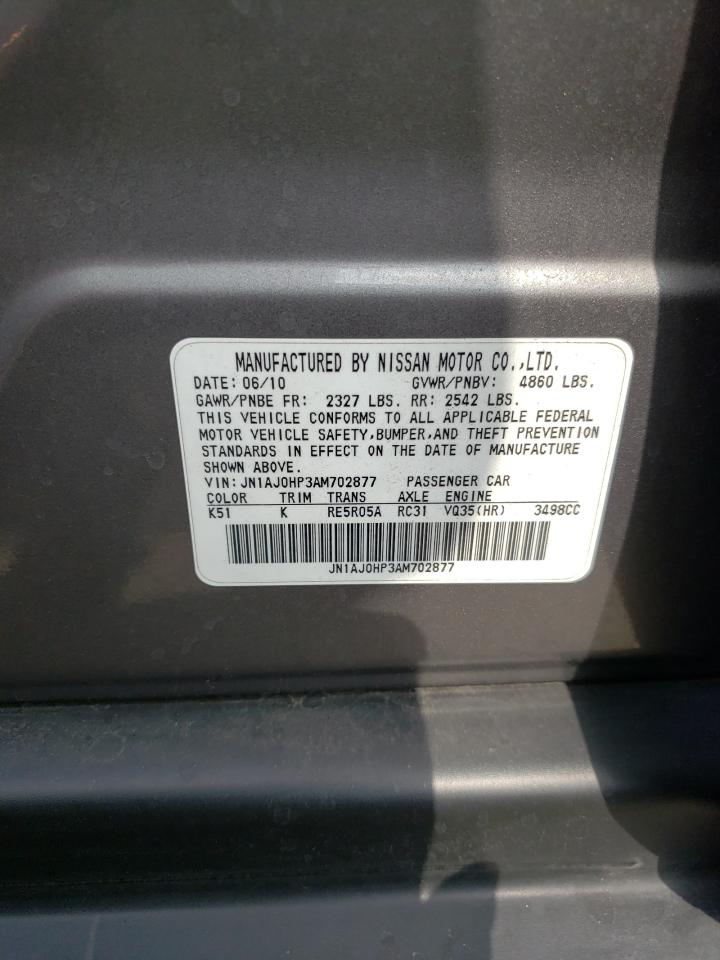 MANUFACTURED BY NISSAN MOTOR CO.,LTD.
DATE: 06/10 GVWR/PNBV: 4860 LBS.
GAWR/PNBE FR: 2327 LBS. RR: 2542 LBS.
THIS VEHICLE CONFORMS TO ALL APPLICABLE FEDERAL
MOTOR VEHICLE SAFETY,BUMPER,AND THEFT PREVENTION
STANDARDS IN EFFECT ON THE DATE OF MANUFACTURE
SHOWN ABOVE.
VIN: JN1AJ0HP3AM702877 PASSENGER CAR
COLOR TRIM TRANS AXLE ENGINE
K51 K RE5R05A RC31 VQ35(HR) 3498CC
JN1AJ0HP3AM702877